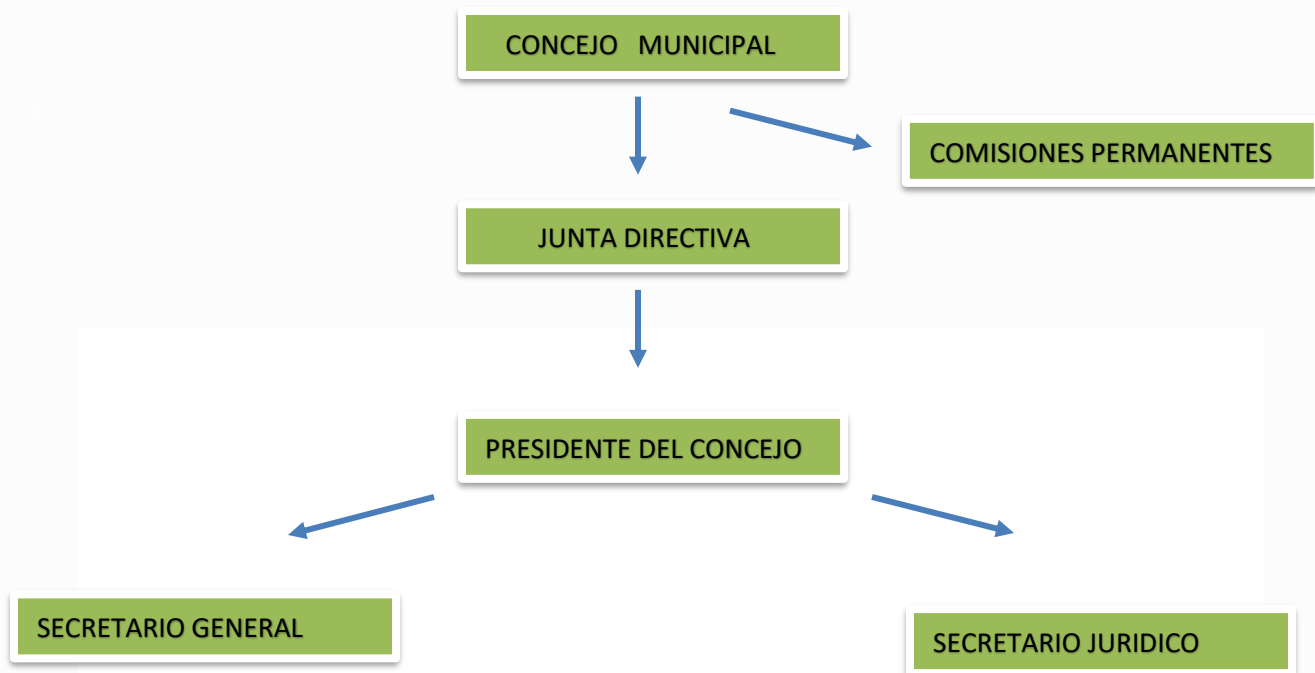 CONCEJO MUNICIPAL
COMISIONES PERMANENTES
JUNTA DIRECTIVA
PRESIDENTE DEL CONCEJO
SECRETARIO GENERAL
SECRETARIO JURIDICO